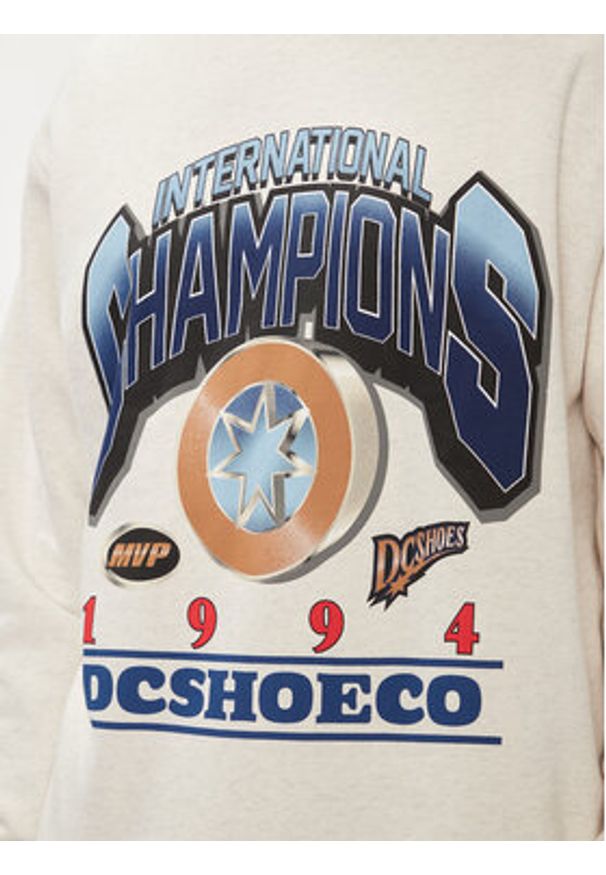 INTERNATIONAL
CHAMPIONS
MVP
DCSHOES
1994
DCSHOECO